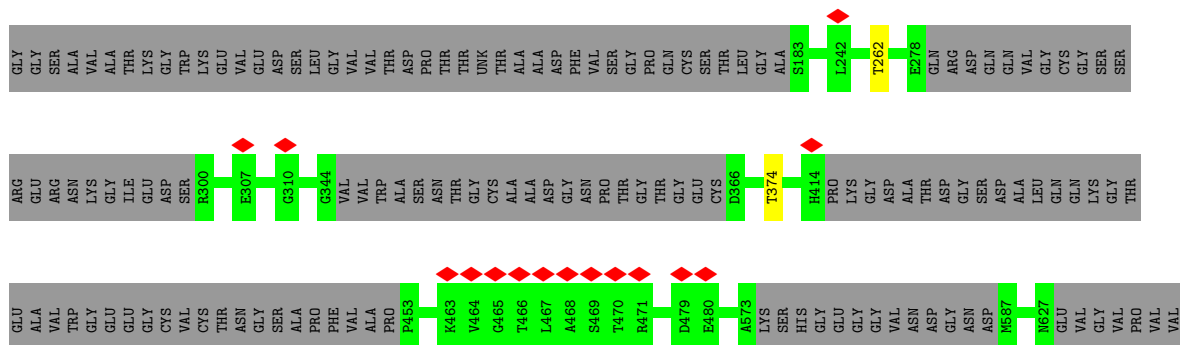 GLY GLY SER ALA VAL ALA THR LYS GLY TRP LYS GLU VAL GLU ASP SER LEU GLY VAL VAL THR ASP PRO THR THR UNK THR ALA ALA ASP PHE VAL SER GLY PRO GLN CYS SER THR LEU GLY ALA S183 L242 T262 E278 GLN ARG ASP GLN GLN VAL GLY CYS GLY SER SER
ARG GLU ARG ASN LYS GLY ILE GLU ASP SER R300 E307 G310 G344 VAL VAL TRP ALA SER ASN THR GLY CYS ALA ALA ASP GLY ASN PRO THR GLY THR GLY GLU CYS D366 T374 H414 PRO LYS GLY ASP ALA THR ASP GLY SER ASP ALA LEU GLN GLN LYS GLY THR
GLU ALA VAL TRP GLY GLU GLU GLY CYS VAL CYS THR ASN GLY SER ALA PRO PHE VAL ALA PRO P453 K463 V464 G465 T466 L467 A468 S469 T470 R471 D479 E480 A573 LYS SER HIS GLY GLU GLY GLY VAL ASN ASP GLY ASN ASP M587 N627 GLU VAL GLY VAL PRO VAL VAL